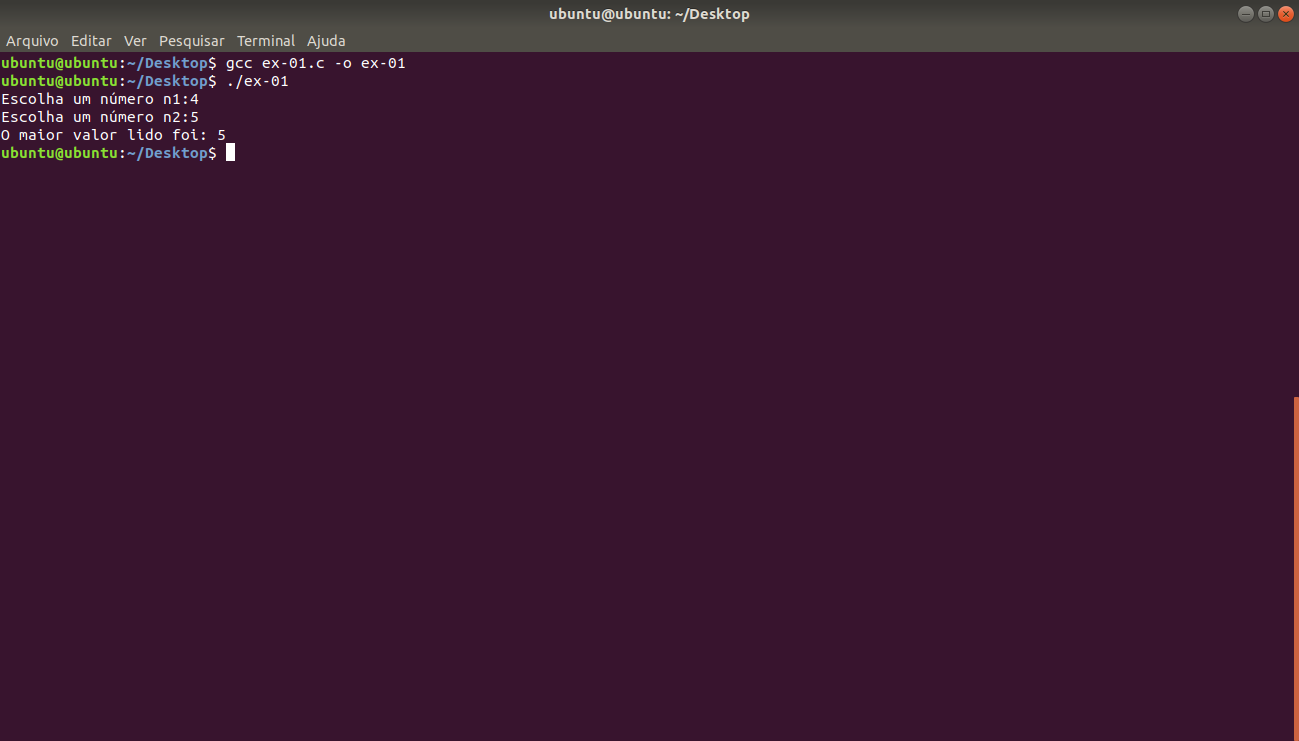 ubuntu@ubuntu: ~/Desktop
Arquivo Editar Ver Pesquisar Terminal Ajuda
ubuntu@ubuntu:~/Desktop$ gcc ex-01.c -o ex-01
ubuntu@ubuntu:~/Desktop$ ./ex-01
Escolha um número n1:4
Escolha um número n2:5
O maior valor lido foi: 5
ubuntu@ubuntu:~/Desktop$